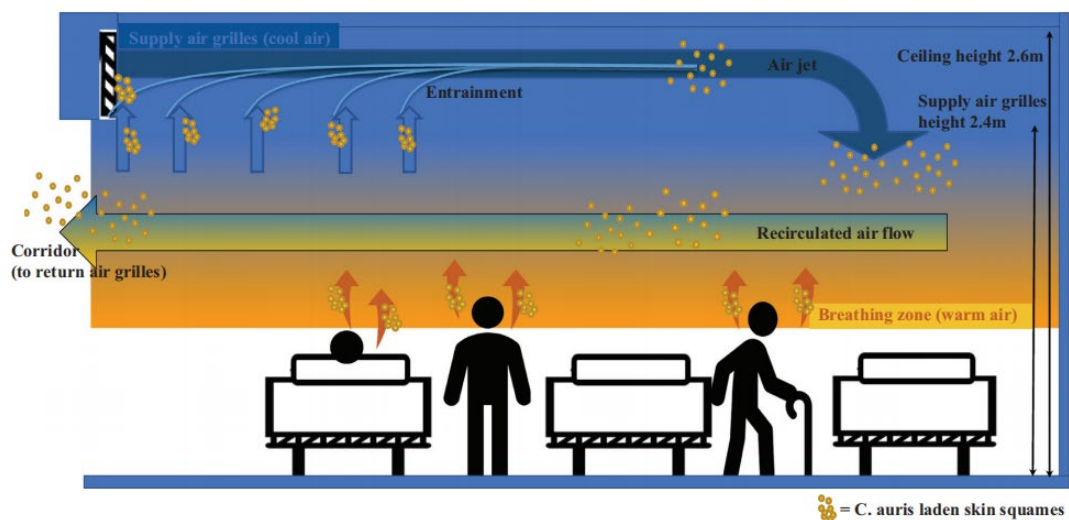 Supply air grilles (cool air)
Air jet
Ceiling height 2.6m
Entrainment
Supply air grilles
height 2.4m
Corridor
(to return air grilles)
Recirculated air flow
Breathing zone (warm air)
= C. auris laden skin squames